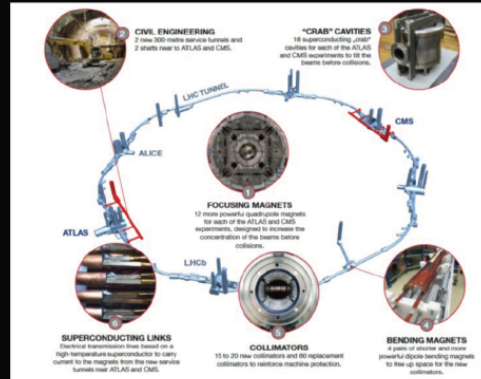 2
CIVIL ENGINEERING
2 new 300-metre service tunnels and
2 shafts near to ATLAS and CMS.
"CRAB" CAVITIES
16 superconducting „crab"
cavities for each of the ATLAS
and CMS experiments to tilt the
beams before collisions.
3
LHC TUNNEL
CMS
ALICE
1
FOCUSING MAGNETS
12 more powerful quadrupole magnets
for each of the ATLAS and CMS
experiments, designed to increase the
concentration of the beams before
collisions.
ATLAS
LHCb
6
SUPERCONDUCTING LINKS
Electrical transmission lines based on a
high-temperature superconductor to carry
current to the magnets from the new service
tunnels near ATLAS and CMS.
5
COLLIMATORS
15 to 20 new collimators and 60 replacement
collimators to reinforce machine protection.
4
BENDING MAGNETS
4 pairs of shorter and more
powerful dipole bending magnets
to free up space for the new
collimators.